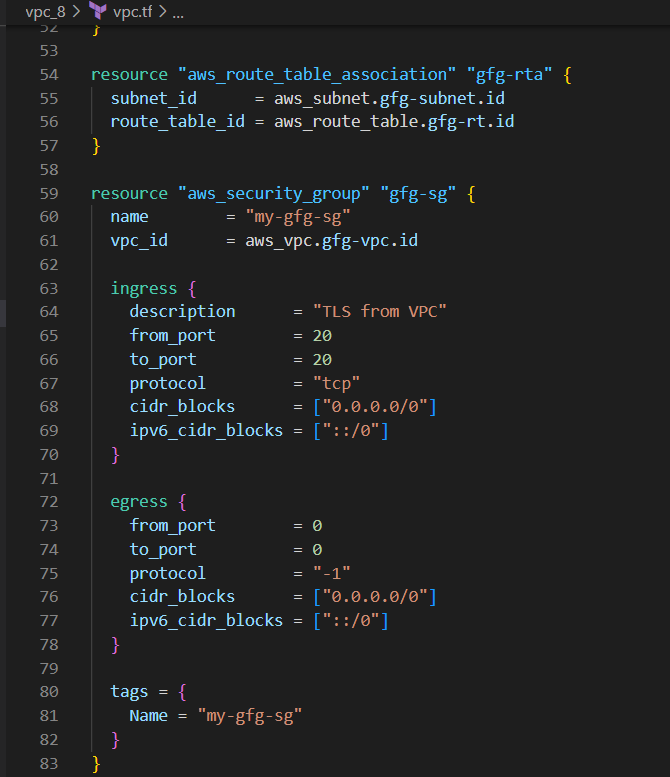 vpc_8 > vpc.tf > ...
52 }
53
54 resource "aws_route_table_association" "gfg-rta" {
55   subnet_id      = aws_subnet.gfg-subnet.id
56   route_table_id = aws_route_table.gfg-rt.id
57 }
58
59 resource "aws_security_group" "gfg-sg" {
60   name        = "my-gfg-sg"
61   vpc_id      = aws_vpc.gfg-vpc.id
62
63   ingress {
64     description      = "TLS from VPC"
65     from_port        = 20
66     to_port          = 20
67     protocol         = "tcp"
68     cidr_blocks      = ["0.0.0.0/0"]
69     ipv6_cidr_blocks = ["::/0"]
70   }
71
72   egress {
73     from_port        = 0
74     to_port          = 0
75     protocol         = "-1"
76     cidr_blocks      = ["0.0.0.0/0"]
77     ipv6_cidr_blocks = ["::/0"]
78   }
79
80   tags = {
81     Name = "my-gfg-sg"
82   }
83 }